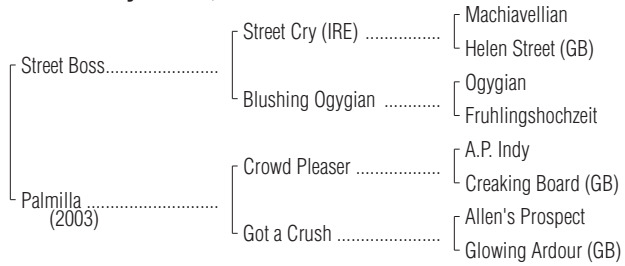 Machiavellian
Street Cry (IRE) ................
Helen Street (GB)
Street Boss........................
Ogygian
Blushing Ogygian ............
Fruhlingshochzeit
A.P. Indy
Crowd Pleaser ..................
Creaking Board (GB)
Palmilla ............................
(2003)
Allen's Prospect
Got a Crush ......................
Glowing Ardour (GB)